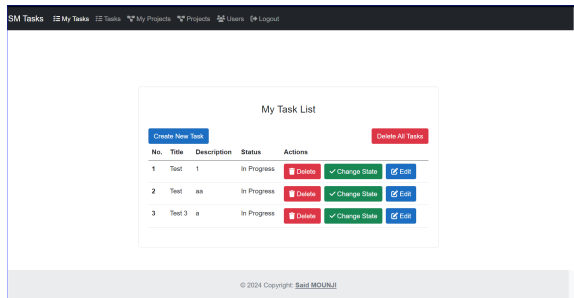 SM Tasks My Tasks Tasks My Projects Projects Users Logout
My Task List
Create New Task Delete All Tasks
No. Title Description Status Actions
1 Test 1 In Progress Delete Change State Edit
2 Test aa In Progress Delete Change State Edit
3 Test 3 a In Progress Delete Change State Edit
© 2024 Copyright: Said MOUNJI